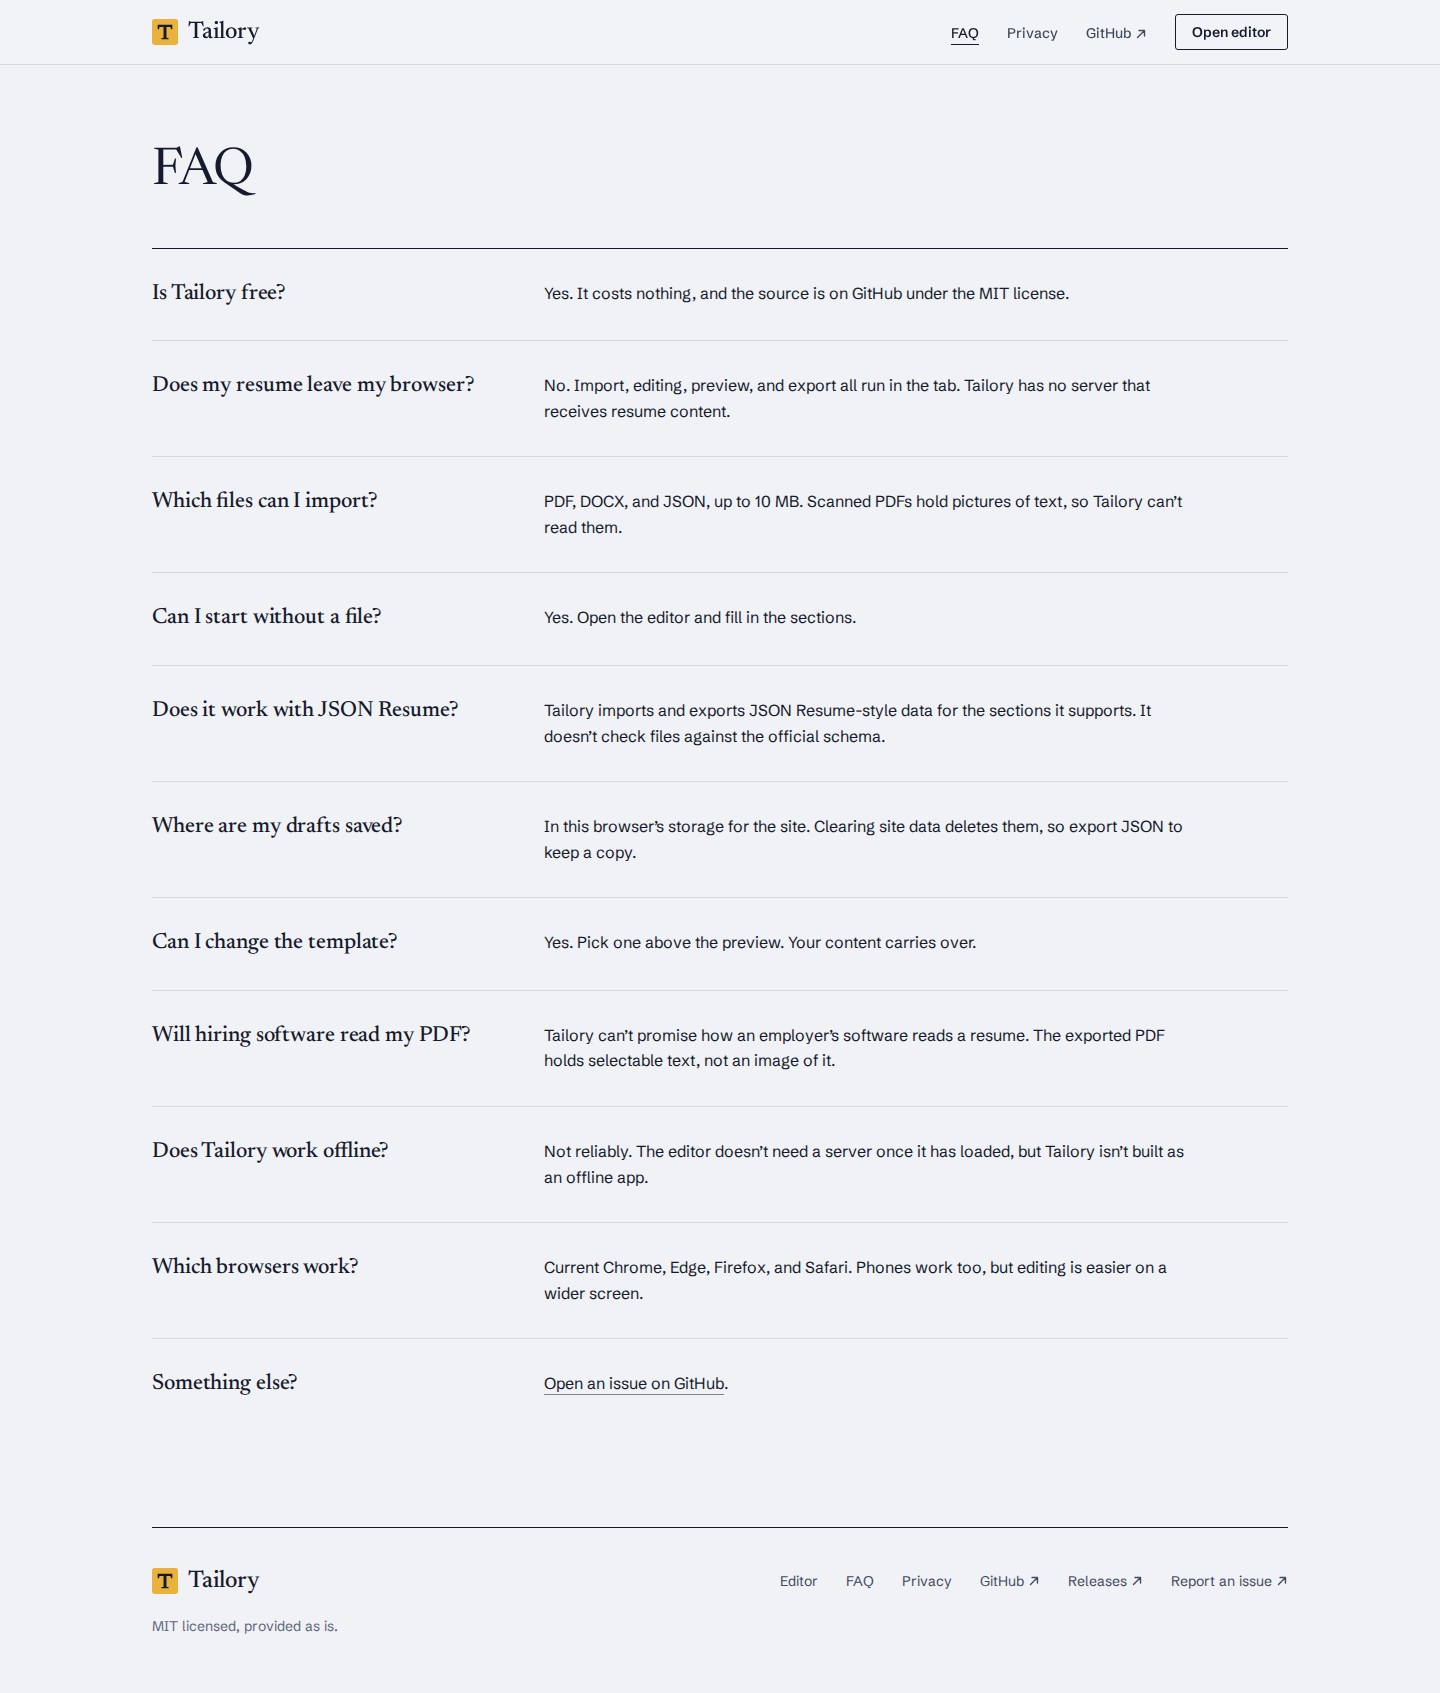 T Tailory
FAQ Privacy GitHub ↗ Open editor
FAQ
Is Tailory free?
Yes. It costs nothing, and the source is on GitHub under the MIT license.
Does my resume leave my browser?
No. Import, editing, preview, and export all run in the tab. Tailory has no server that
receives resume content.
Which files can I import?
PDF, DOCX, and JSON, up to 10 MB. Scanned PDFs hold pictures of text, so Tailory can’t
read them.
Can I start without a file?
Yes. Open the editor and fill in the sections.
Does it work with JSON Resume?
Tailory imports and exports JSON Resume-style data for the sections it supports. It
doesn’t check files against the official schema.
Where are my drafts saved?
In this browser’s storage for the site. Clearing site data deletes them, so export JSON to
keep a copy.
Can I change the template?
Yes. Pick one above the preview. Your content carries over.
Will hiring software read my PDF?
Tailory can’t promise how an employer’s software reads a resume. The exported PDF
holds selectable text, not an image of it.
Does Tailory work offline?
Not reliably. The editor doesn’t need a server once it has loaded, but Tailory isn’t built as
an offline app.
Which browsers work?
Current Chrome, Edge, Firefox, and Safari. Phones work too, but editing is easier on a
wider screen.
Something else?
Open an issue on GitHub.
T Tailory
Editor FAQ Privacy GitHub ↗ Releases ↗ Report an issue ↗
MIT licensed, provided as is.